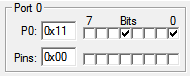 Port 0
7 Bits 0
P0: 0x11
Pins: 0x00